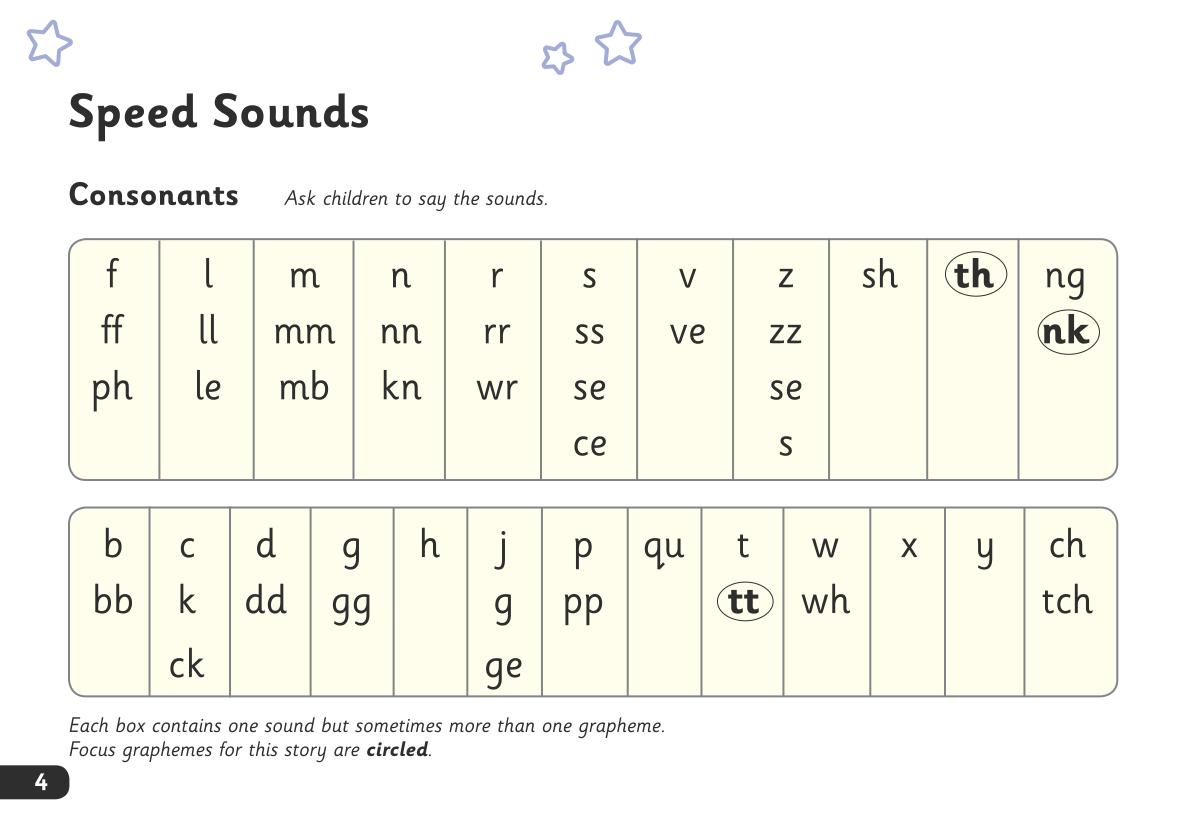 Speed Sounds
Consonants Ask children to say the sounds.
f l m n r s v z sh th ng
ff ll mm nn rr ss ve zz nk
ph le mb kn wr se se
ce s
b c d g h j p qu t w x y ch
bb k dd gg g pp tt wh tch
ck ge
Each box contains one sound but sometimes more than one grapheme.
Focus graphemes for this story are circled.
4